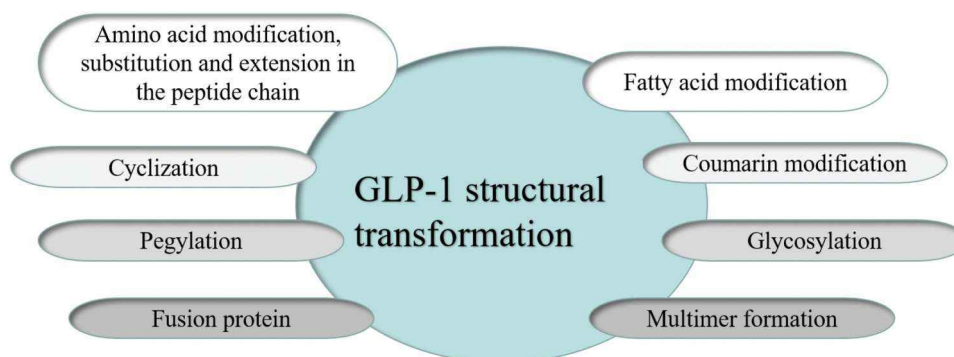 Amino acid modification,
substitution and extension in
the peptide chain
Cyclization
Pegylation
Fusion protein
GLP-1 structural
transformation
Fatty acid modification
Coumarin modification
Glycosylation
Multimer formation